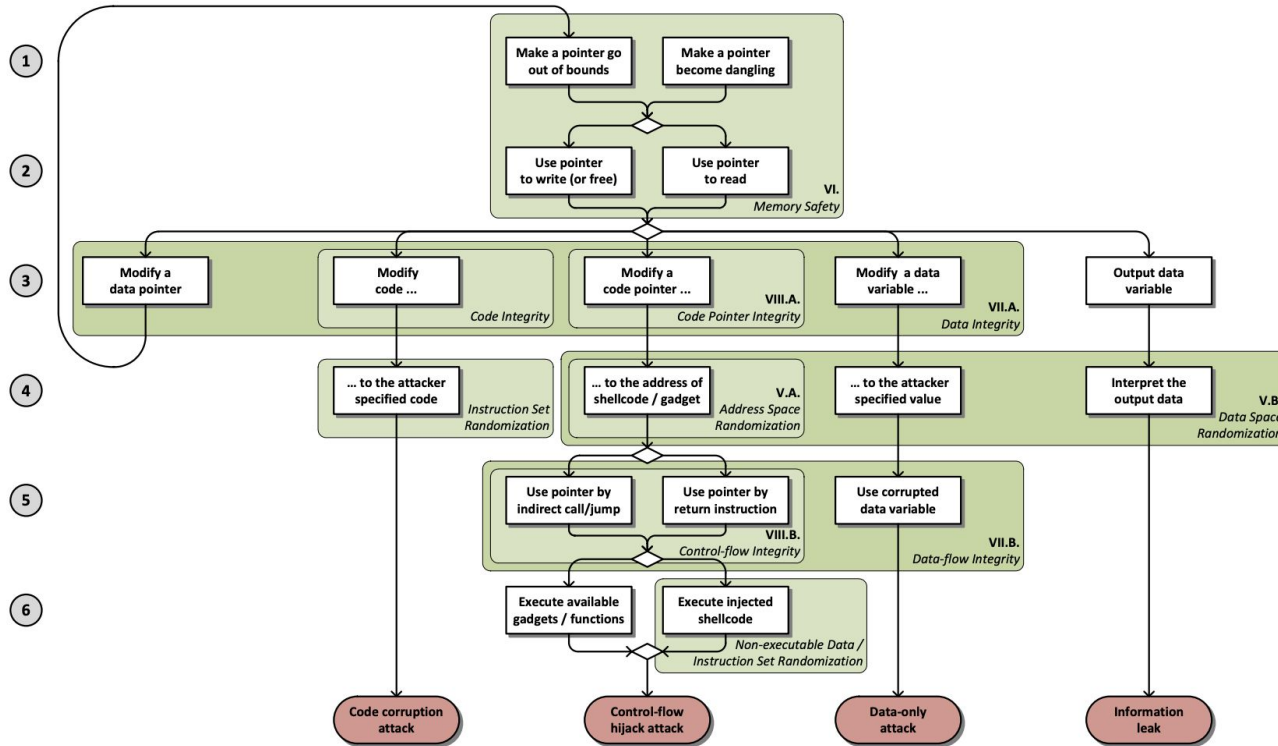 1
Make a pointer go
out of bounds
Make a pointer
become dangling
2
Use pointer
to write (or free)
Use pointer
to read
VI.
Memory Safety
3
Modify a
data pointer
Modify
code ...
Code Integrity
Modify a
code pointer ...
VIII.A.
Code Pointer Integrity
Modify a data
variable ...
VII.A.
Data Integrity
Output data
variable
4
... to the attacker
specified code
Instruction Set
Randomization
... to the address of
shellcode / gadget
V.A.
Address Space
Randomization
... to the attacker
specified value
Interpret the
output data
V.B
Data Space
Randomization
5
Use pointer by
indirect call/jump
Use pointer by
return instruction
VIII.B.
Control-flow Integrity
Use corrupted
data variable
VII.B.
Data-flow Integrity
6
Execute available
gadgets / functions
Execute injected
shellcode
Non-executable Data /
Instruction Set Randomization
Code corruption
attack
Control-flow
hijack attack
Data-only
attack
Information
leak